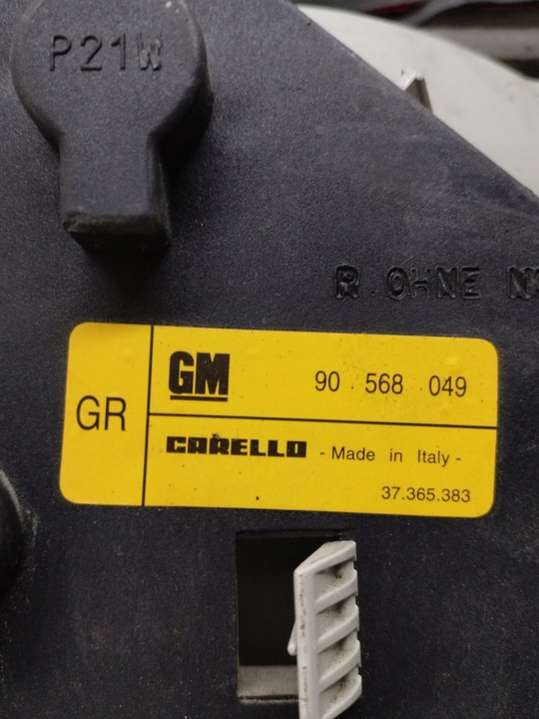 P21W
R OHNE
GR
GM 90 568 049
CARELLO - Made in Italy -
37.365.383